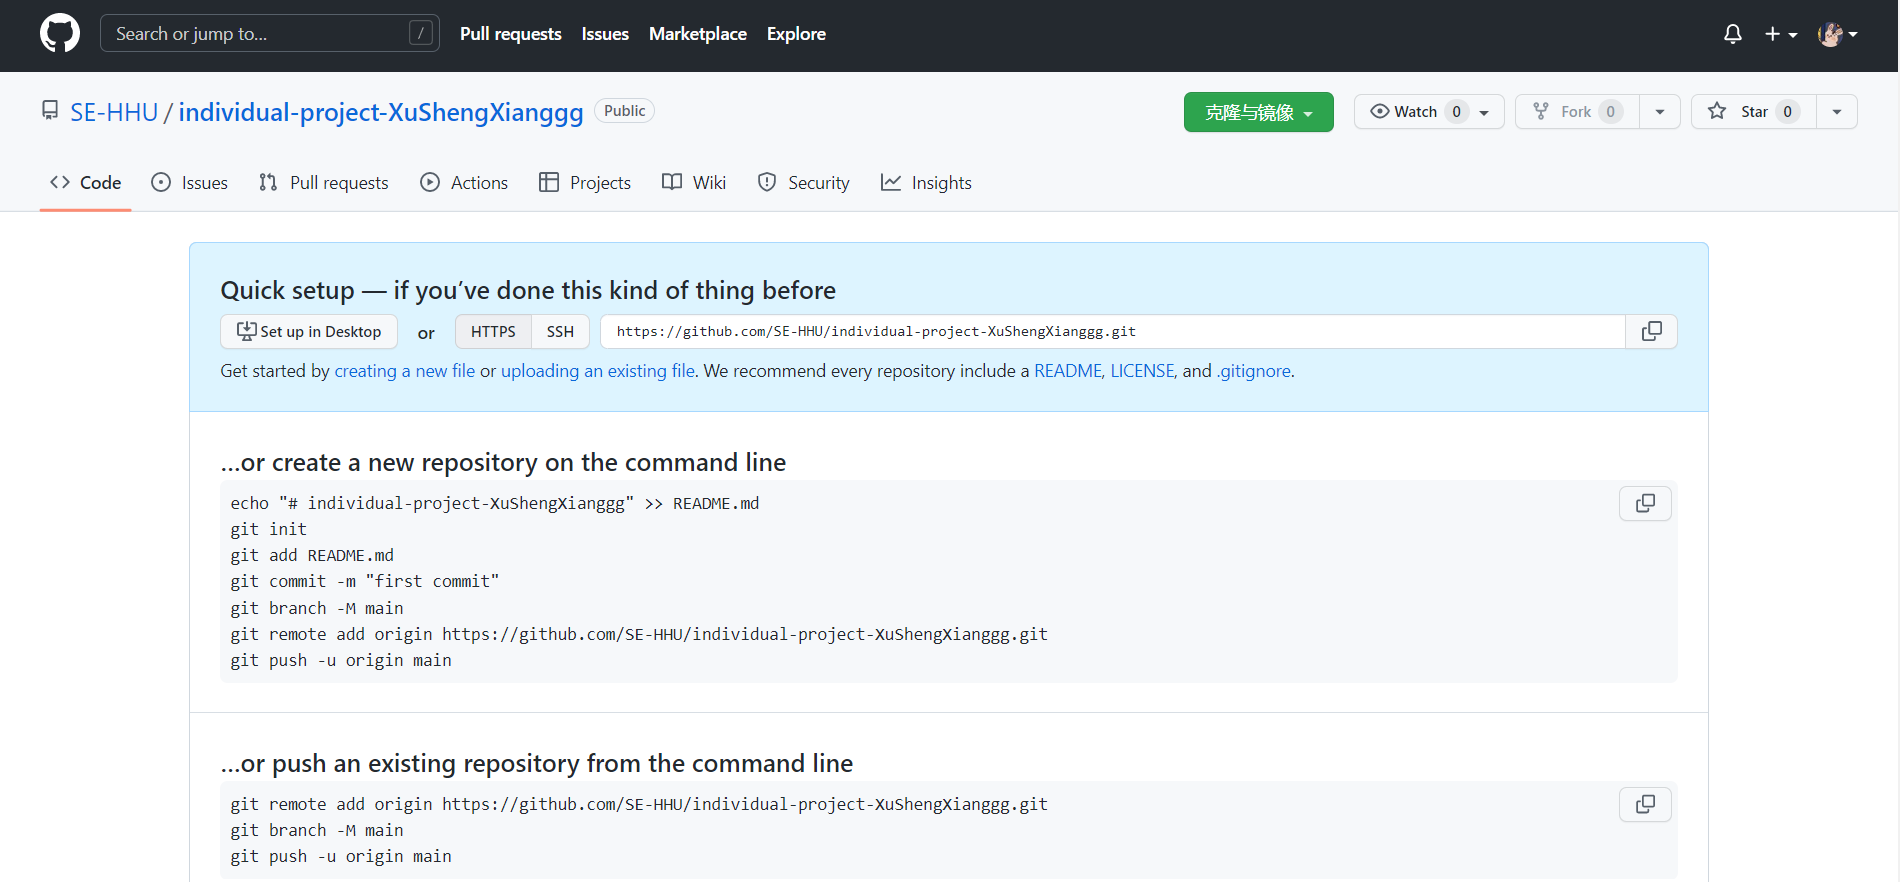 Search or jump to... /
Pull requests Issues Marketplace Explore
SE-HHU / individual-project-XuShengXianggg Public
克隆与镜像 Watch 0 Fork 0 Star 0
Code Issues Pull requests Actions Projects Wiki Security Insights
Quick setup — if you’ve done this kind of thing before
Set up in Desktop or HTTPS SSH https://github.com/SE-HHU/individual-project-XuShengXianggg.git
Get started by creating a new file or uploading an existing file. We recommend every repository include a README, LICENSE, and .gitignore.
…or create a new repository on the command line
echo "# individual-project-XuShengXianggg" >> README.md
git init
git add README.md
git commit -m "first commit"
git branch -M main
git remote add origin https://github.com/SE-HHU/individual-project-XuShengXianggg.git
git push -u origin main
…or push an existing repository from the command line
git remote add origin https://github.com/SE-HHU/individual-project-XuShengXianggg.git
git branch -M main
git push -u origin main